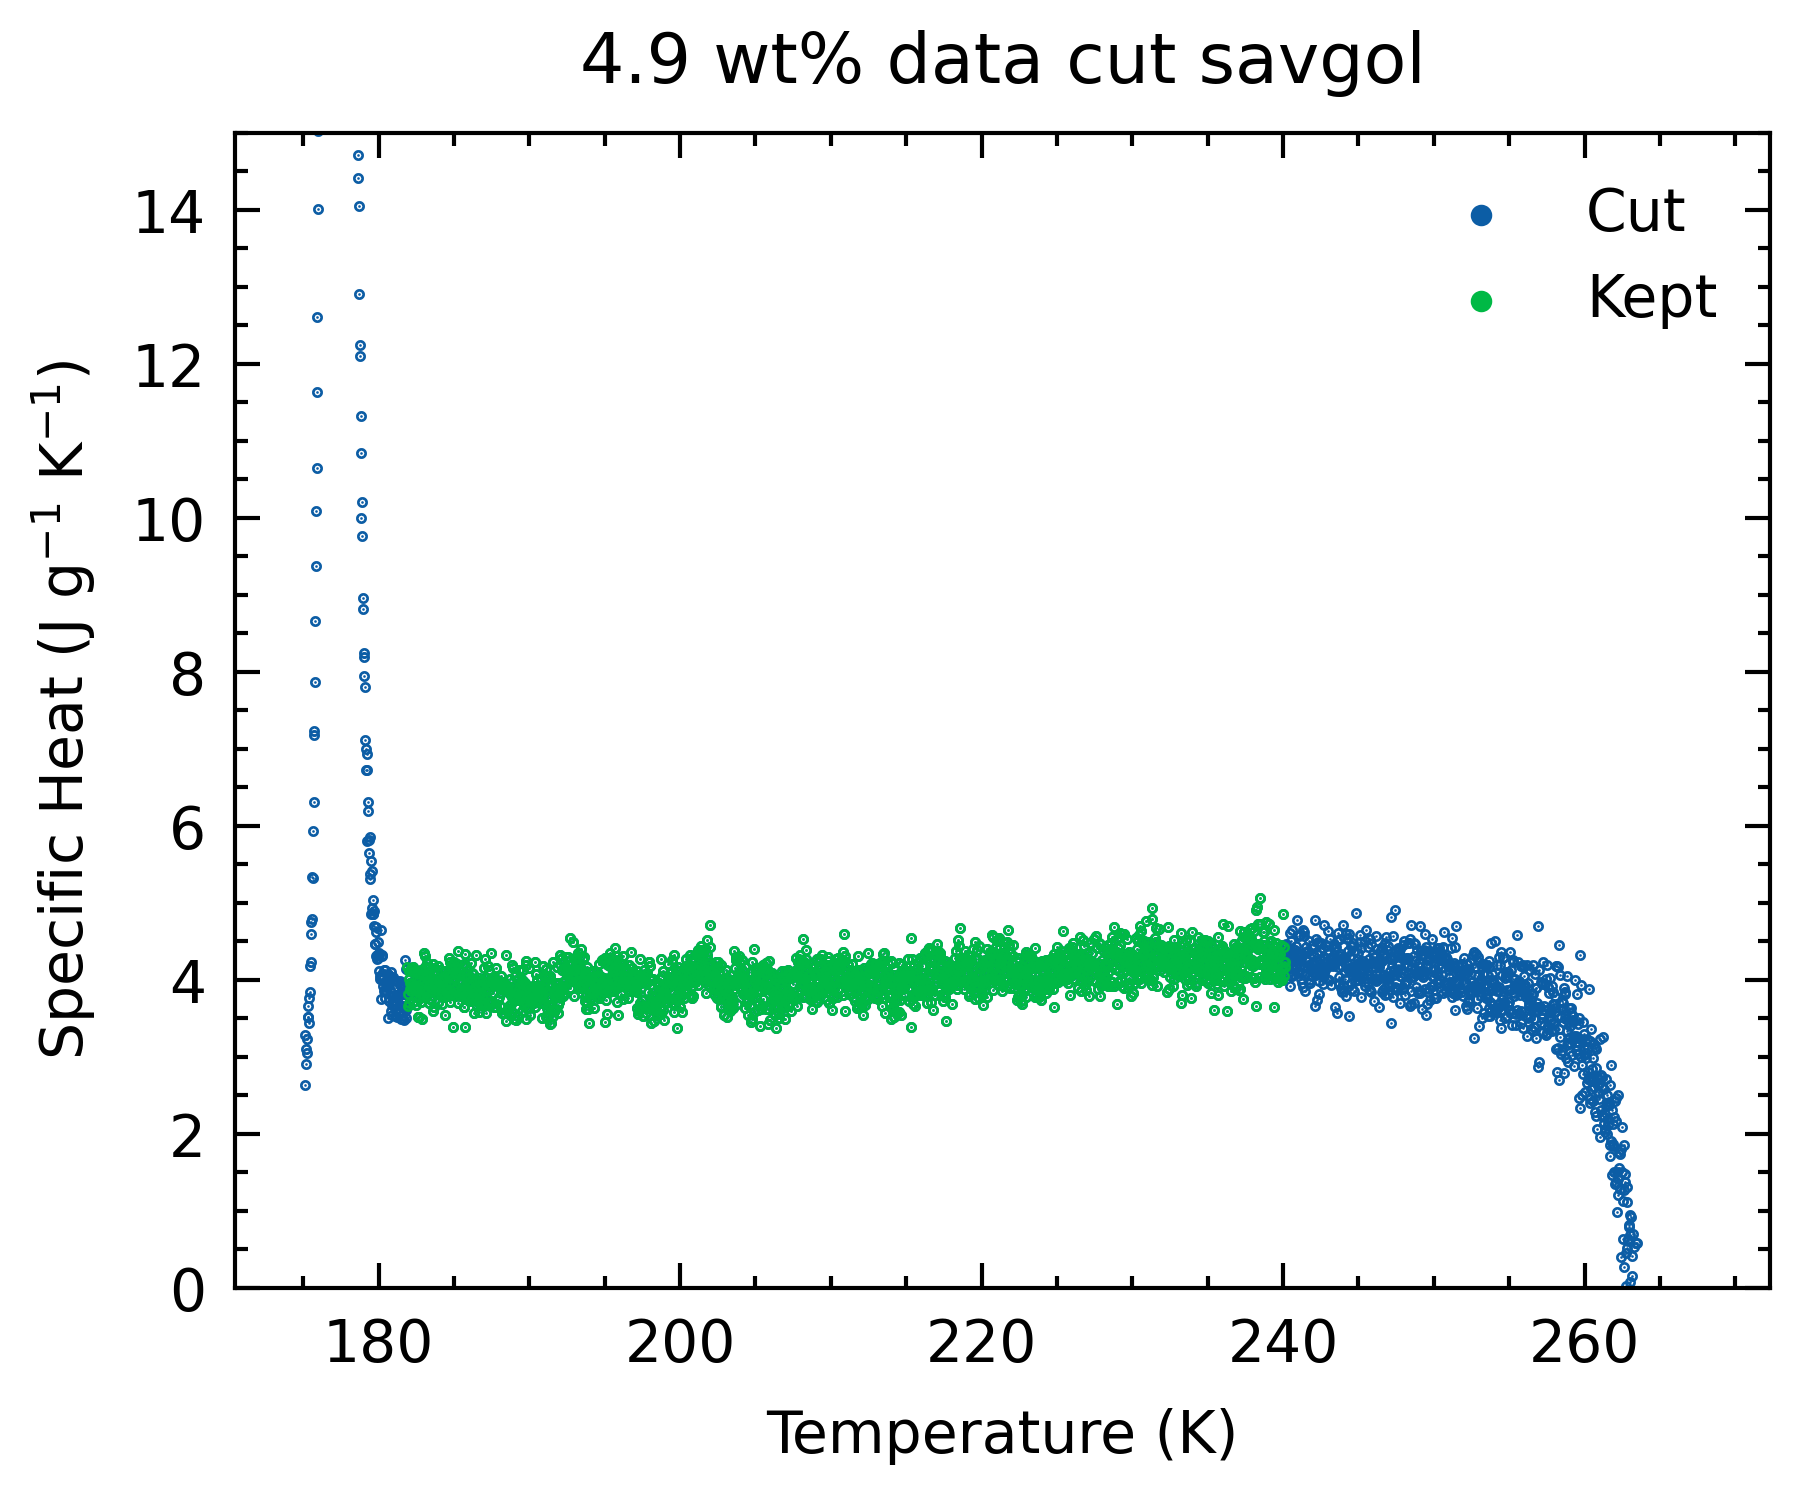 4.9 wt% data cut savgol
Cut
Kept
Specific Heat (J g⁻¹ K⁻¹)
14
12
10
8
6
4
2
0
180 200 220 240 260
Temperature (K)